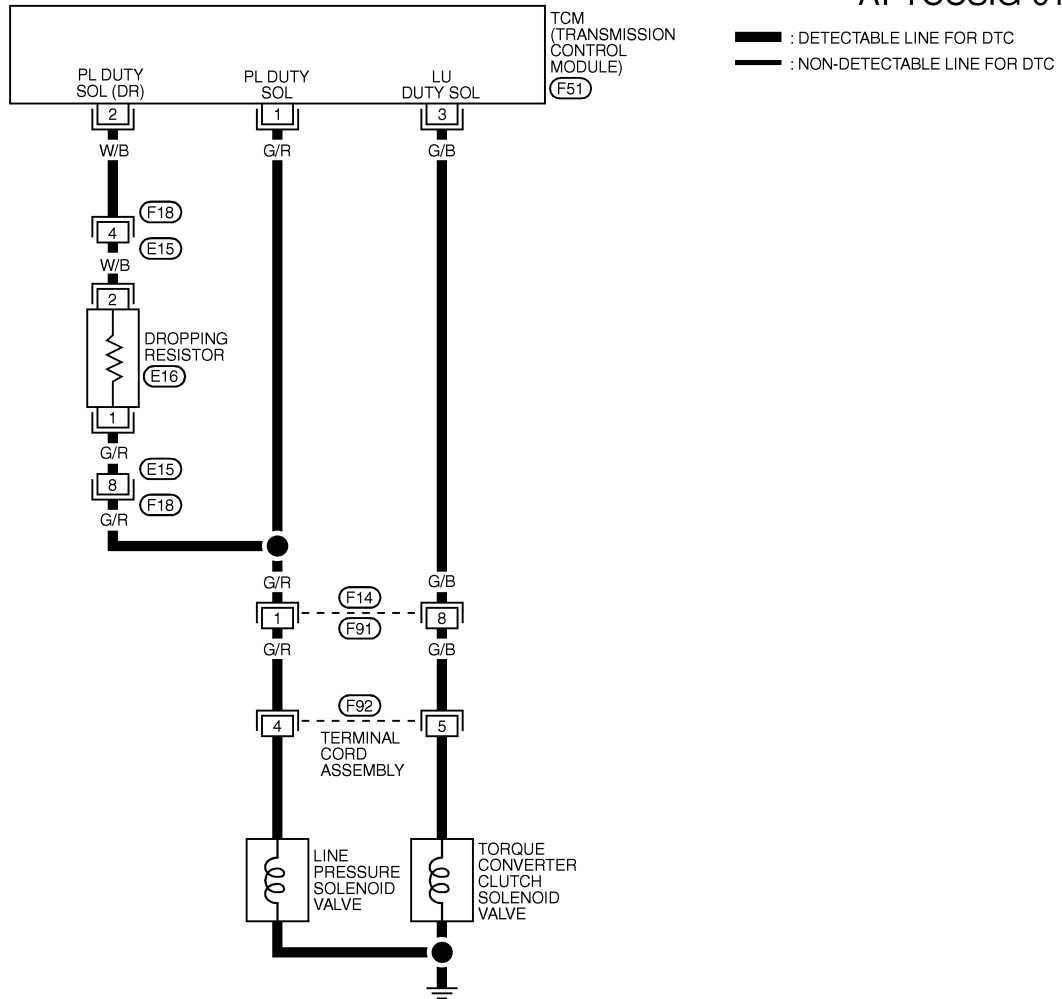 TCM
(TRANSMISSION
CONTROL
MODULE)
F51
: DETECTABLE LINE FOR DTC
: NON-DETECTABLE LINE FOR DTC
PL DUTY
SOL (DR)
PL DUTY
SOL
LU
DUTY SOL
2
1
3
W/B
G/R
G/B
F18
4
E15
W/B
2
DROPPING
RESISTOR
E16
1
G/R
E15
8
F18
G/R
G/R
G/B
F14
1
8
F91
G/R
G/B
F92
4
5
TERMINAL
CORD
ASSEMBLY
LINE
PRESSURE
SOLENOID
VALVE
TORQUE
CONVERTER
CLUTCH
SOLENOID
VALVE